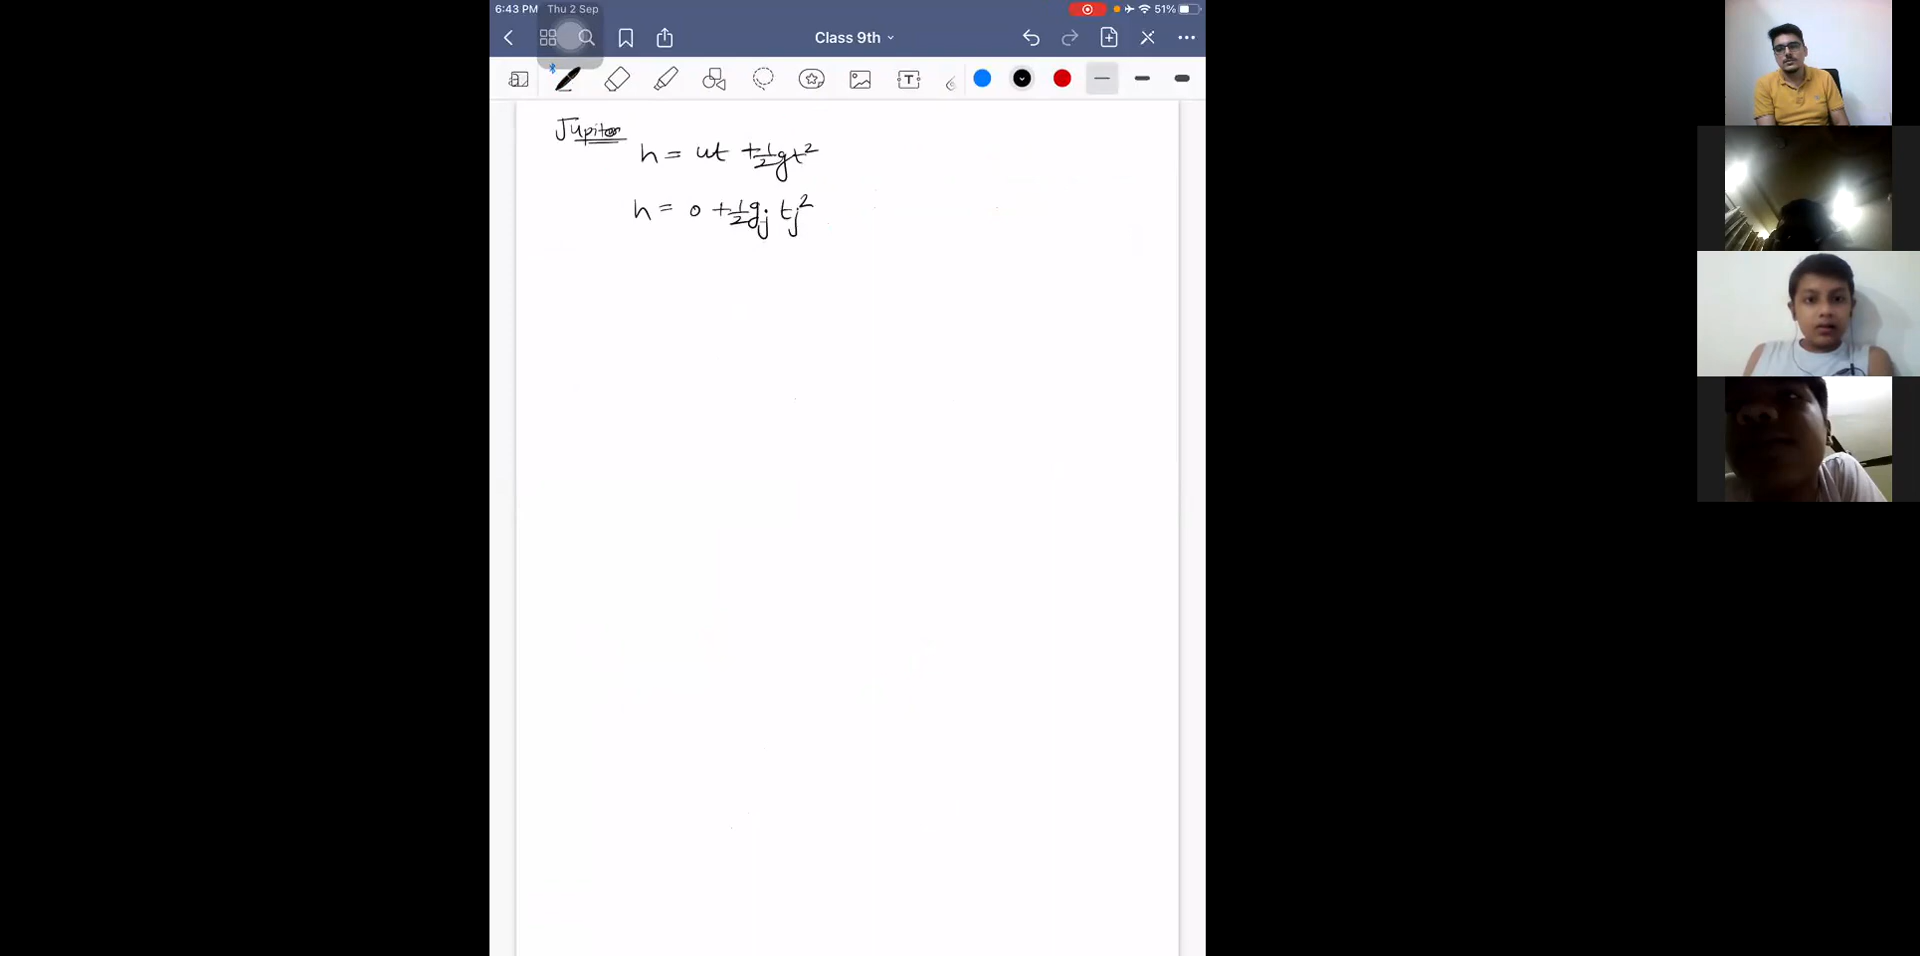 6:43 PM Thu 2 Sep 51%
Class 9th
T
Jupiter
h = ut + 1/2 gt²
h = 0 + 1/2 gj tj²